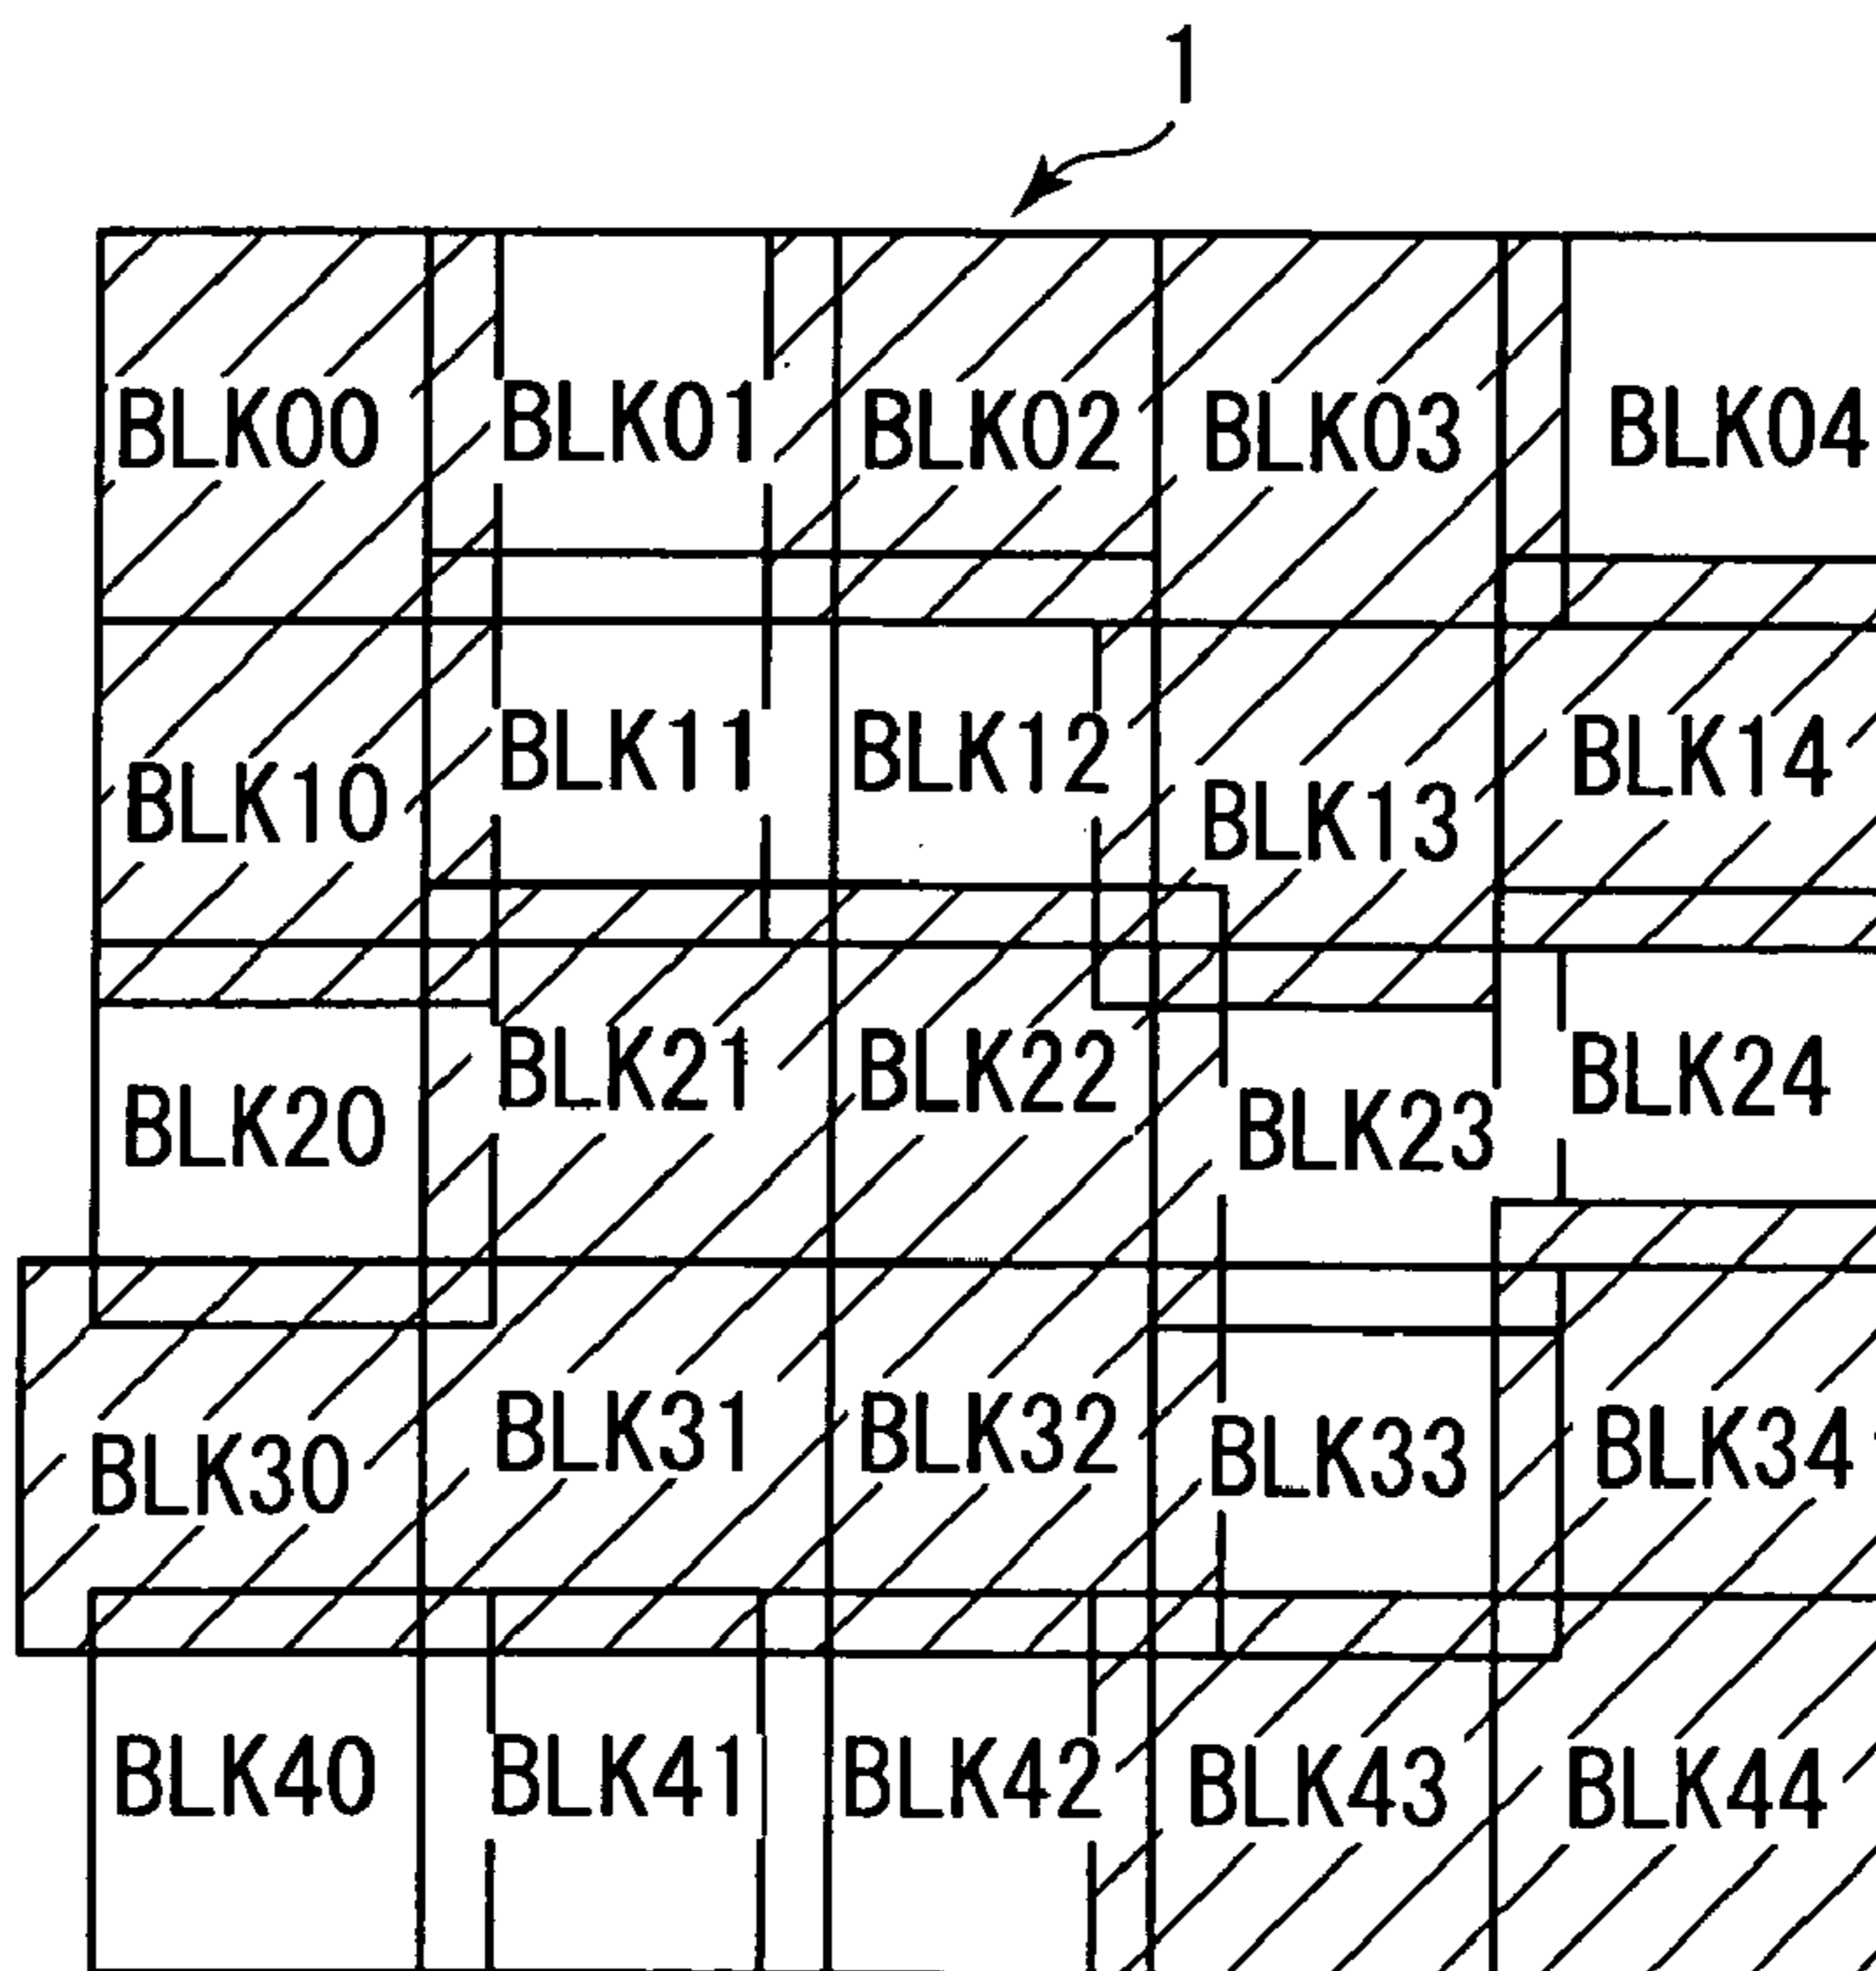 1
BLK00 BLK01 BLK02 BLK03 BLK04
BLK10 BLK11 BLK12 BLK13 BLK14
BLK20 BLK21 BLK22 BLK23 BLK24
BLK30 BLK31 BLK32 BLK33 BLK34
BLK40 BLK41 BLK42 BLK43 BLK44